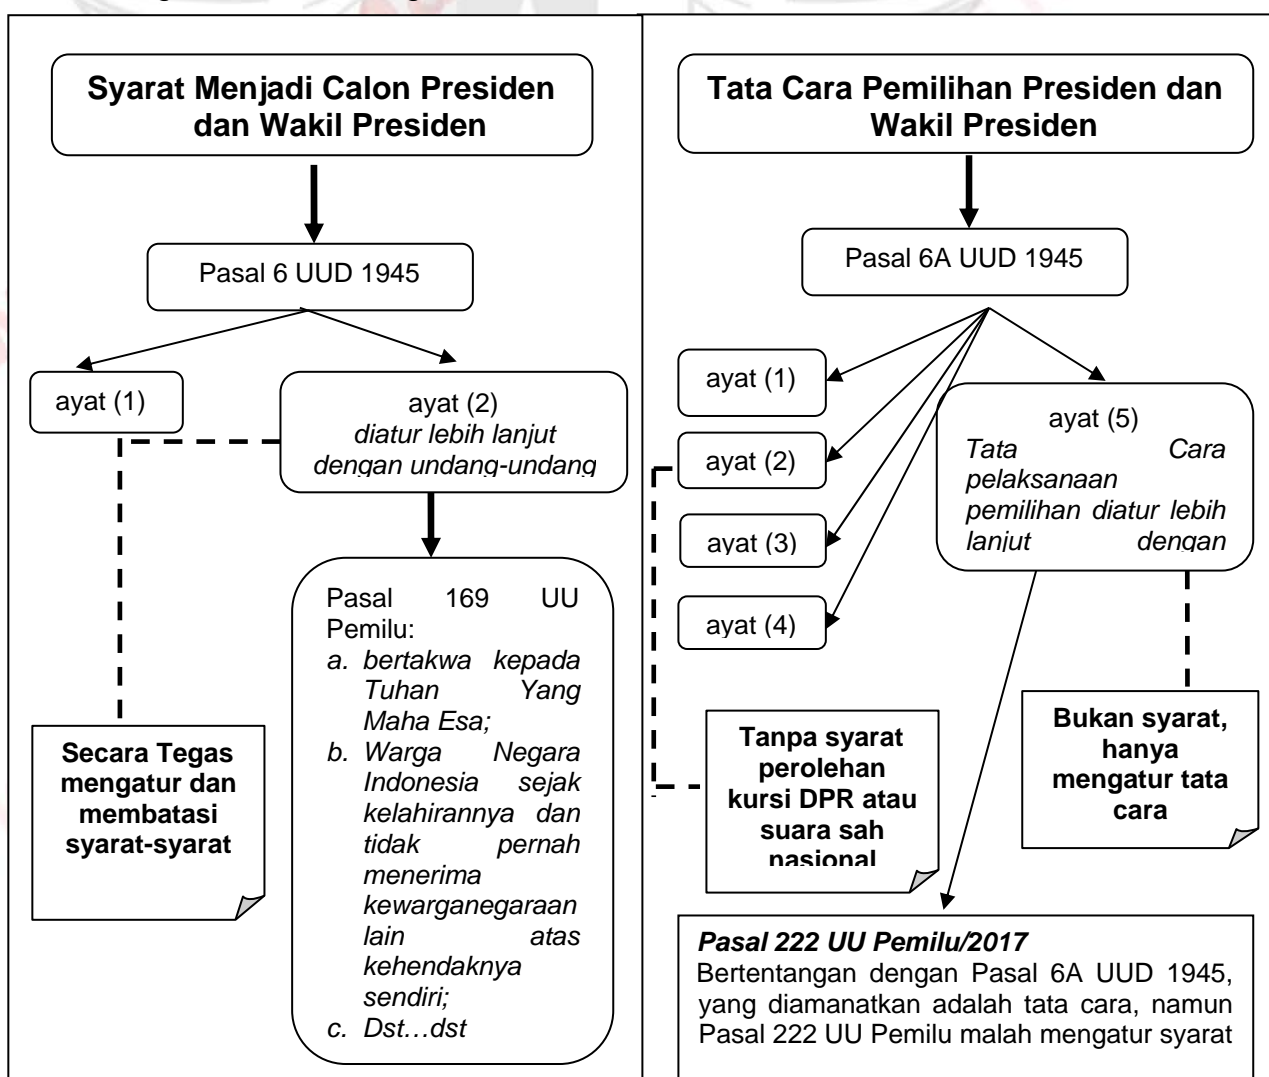 Syarat Menjadi Calon Presiden
dan Wakil Presiden
Pasal 6 UUD 1945
ayat (1)
ayat (2)
diatur lebih lanjut
dengan undang-undang
Secara Tegas
mengatur dan
membatasi
syarat-syarat
Pasal 169 UU
Pemilu:
a. bertakwa kepada
Tuhan Yang
Maha Esa;
b. Warga Negara
Indonesia sejak
kelahirannya dan
tidak pernah
menerima
kewarganegaraan
lain atas
kehendaknya
sendiri;
c. Dst...dst
Tata Cara Pemilihan Presiden dan
Wakil Presiden
Pasal 6A UUD 1945
ayat (1)
ayat (2)
ayat (3)
ayat (4)
ayat (5)
Tata Cara
pelaksanaan
pemilihan diatur lebih
lanjut dengan
Tanpa syarat
perolehan
kursi DPR atau
suara sah
nasional
Bukan syarat,
hanya
mengatur tata
cara
Pasal 222 UU Pemilu/2017
Bertentangan dengan Pasal 6A UUD 1945,
yang diamanatkan adalah tata cara, namun
Pasal 222 UU Pemilu malah mengatur syarat